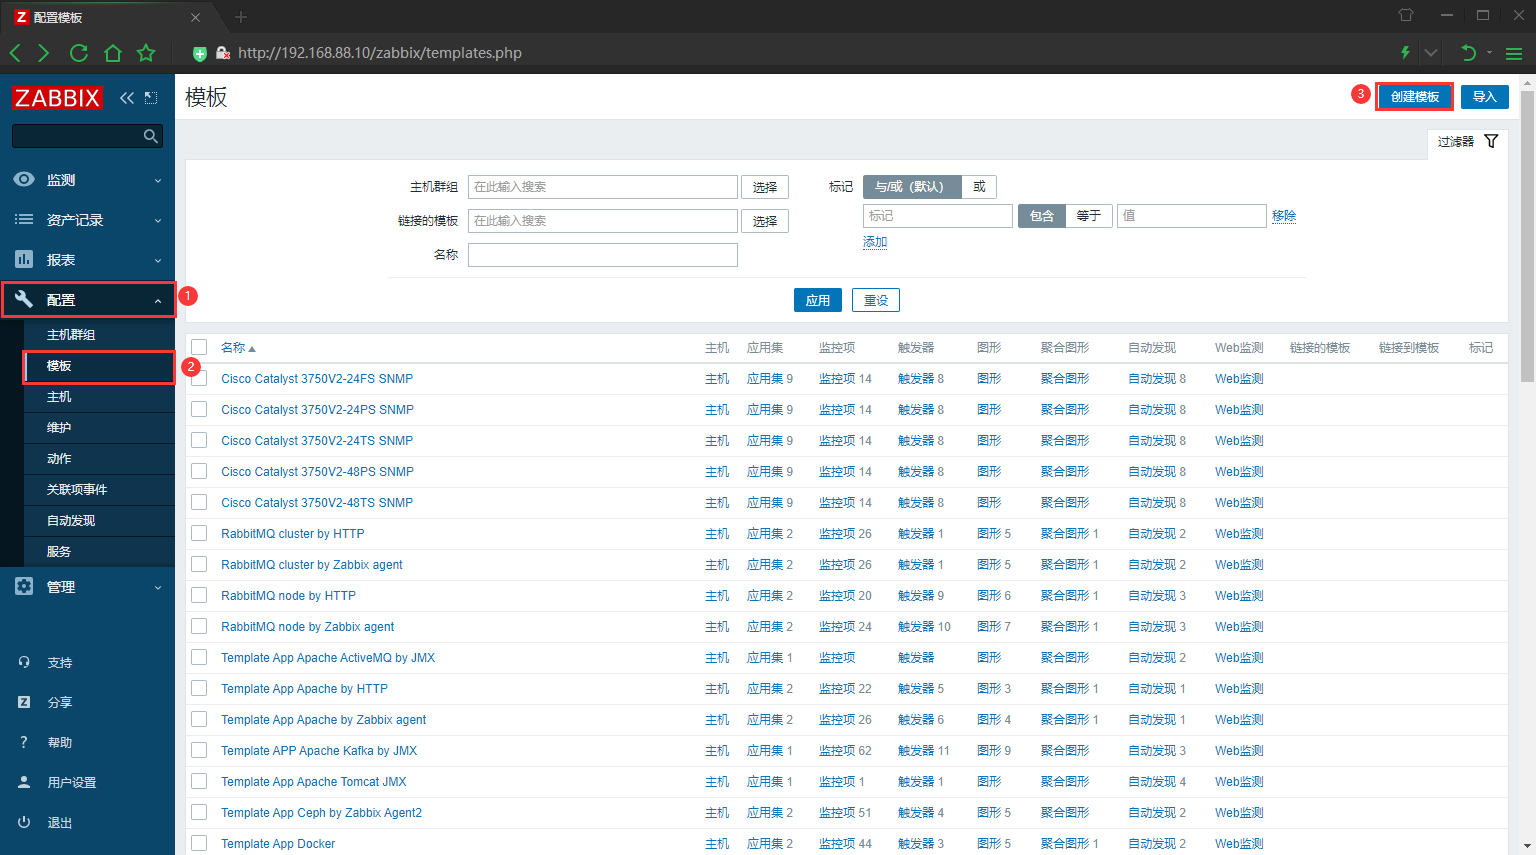 Z 配置模板
http://192.168.88.10/zabbix/templates.php
ZABBIX
监测
资产记录
报表
配置 1
主机群组
模板 2
主机
维护
动作
关联项事件
自动发现
服务
管理
支持
Z 分享
? 帮助
用户设置
退出
模板
3 创建模板 导入
过滤器
主机群组 在此输入搜索 选择 标记 与/或（默认） 或
链接的模板 在此输入搜索 选择 标记 包含 等于 值 移除
添加
名称
应用 重设
名称 主机 应用集 监控项 触发器 图形 聚合图形 自动发现 Web监测 链接的模板 链接到模板 标记
Cisco Catalyst 3750V2-24FS SNMP 主机 应用集 9 监控项 14 触发器 8 图形 聚合图形 自动发现 8 Web监测
Cisco Catalyst 3750V2-24PS SNMP 主机 应用集 9 监控项 14 触发器 8 图形 聚合图形 自动发现 8 Web监测
Cisco Catalyst 3750V2-24TS SNMP 主机 应用集 9 监控项 14 触发器 8 图形 聚合图形 自动发现 8 Web监测
Cisco Catalyst 3750V2-48PS SNMP 主机 应用集 9 监控项 14 触发器 8 图形 聚合图形 自动发现 8 Web监测
Cisco Catalyst 3750V2-48TS SNMP 主机 应用集 9 监控项 14 触发器 8 图形 聚合图形 自动发现 8 Web监测
RabbitMQ cluster by HTTP 主机 应用集 2 监控项 26 触发器 1 图形 5 聚合图形 1 自动发现 2 Web监测
RabbitMQ cluster by Zabbix agent 主机 应用集 2 监控项 26 触发器 1 图形 5 聚合图形 1 自动发现 2 Web监测
RabbitMQ node by HTTP 主机 应用集 2 监控项 20 触发器 9 图形 6 聚合图形 1 自动发现 3 Web监测
RabbitMQ node by Zabbix agent 主机 应用集 2 监控项 24 触发器 10 图形 7 聚合图形 1 自动发现 3 Web监测
Template App Apache ActiveMQ by JMX 主机 应用集 1 监控项 触发器 图形 聚合图形 自动发现 2 Web监测
Template App Apache by HTTP 主机 应用集 2 监控项 22 触发器 5 图形 3 聚合图形 1 自动发现 1 Web监测
Template App Apache by Zabbix agent 主机 应用集 2 监控项 26 触发器 6 图形 4 聚合图形 1 自动发现 1 Web监测
Template APP Apache Kafka by JMX 主机 应用集 1 监控项 62 触发器 11 图形 9 聚合图形 自动发现 3 Web监测
Template App Apache Tomcat JMX 主机 应用集 1 监控项 1 触发器 1 图形 聚合图形 自动发现 4 Web监测
Template App Ceph by Zabbix Agent2 主机 应用集 2 监控项 51 触发器 4 图形 5 聚合图形 自动发现 2 Web监测
Template App Docker 主机 应用集 2 监控项 44 触发器 3 图形 5 聚合图形 1 自动发现 2 Web监测